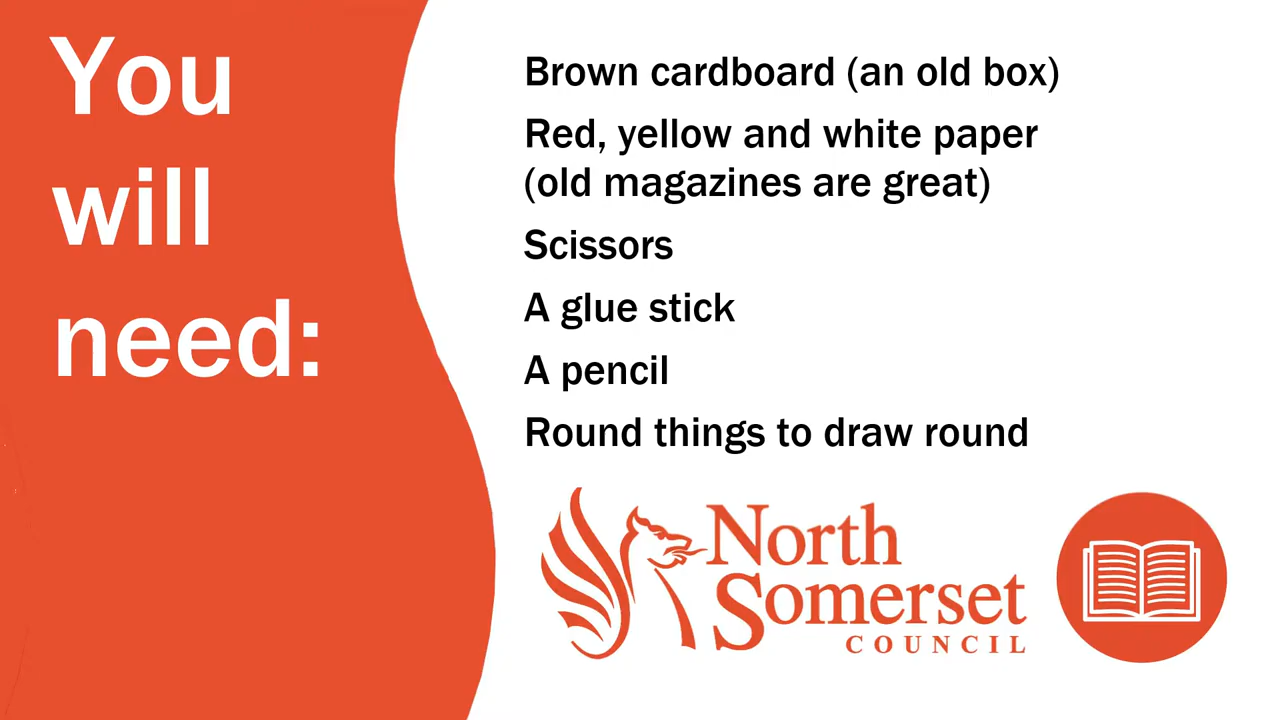 You
will
need:
Brown cardboard (an old box)
Red, yellow and white paper
(old magazines are great)
Scissors
A glue stick
A pencil
Round things to draw round
North
Somerset
COUNCIL